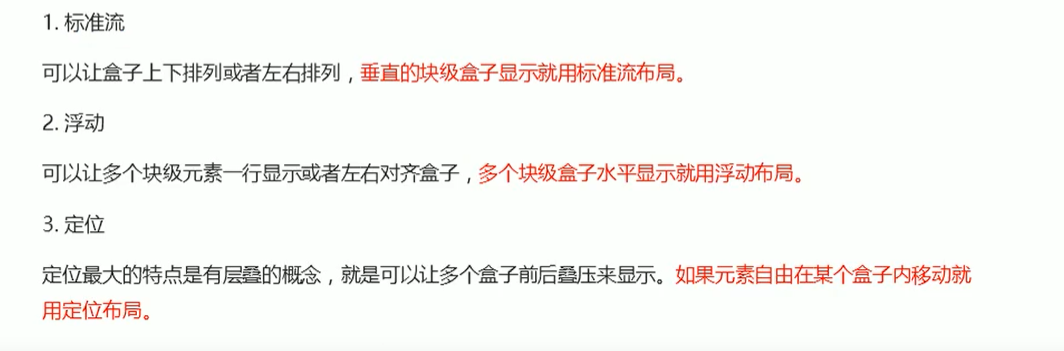 1. 标准流
可以让盒子上下排列或者左右排列，垂直的块级盒子显示就用标准流布局。
2. 浮动
可以让多个块级元素一行显示或者左右对齐盒子，多个块级盒子水平显示就用浮动布局。
3. 定位
定位最大的特点是有层叠的概念，就是可以让多个盒子前后叠压来显示。如果元素自由在某个盒子内移动就
用定位布局。